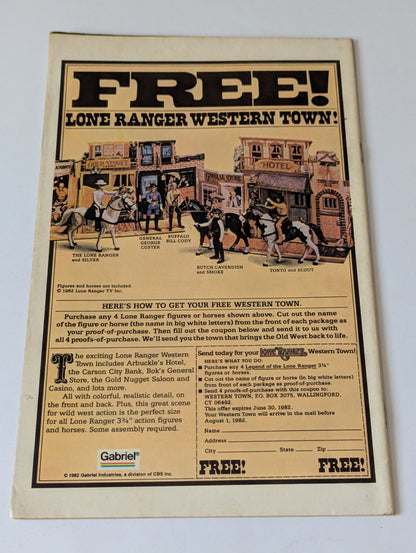 FREE!
LONE RANGER WESTERN TOWN!
GOLD NUGGET
HOTEL
THE LONE RANGER
and SILVER
GENERAL
GEORGE
CUSTER
BUFFALO
BILL CODY
BUTCH CAVENDISH
and SMOKE
TONTO and SCOUT
Figures and horses not included.
© 1982 Lone Ranger TV Inc.
HERE'S HOW TO GET YOUR FREE WESTERN TOWN.
Purchase any 4 Lone Ranger figures or horses shown above. Cut out the name
of the figure or horse (the name in big white letters) from the front of each package
as your proof-of-purchase. Then fill out the coupon below and send it to us with
all 4 proofs-of-purchase. We'll send you the town that brings the Old West back to life.
The exciting Lone Ranger Western
Town includes Arbuckle's Hotel,
the Carson City Bank, Bok's General
Store, the Gold Nugget Saloon and
Casino, and lots more.
All with colorful, realistic detail, on
the front and back. Plus, this great scene
for wild west action is the perfect size
for all Lone Ranger 3¾" action
figures and horses. Some assembly required.
Gabriel®
© 1982 Gabriel Industries, a division of CBS Inc.
Send today for your LONE RANGER Western Town!
HERE'S WHAT YOU DO:
Purchase any 4 Legend of the Lone Ranger 3¾"
figures or horses.
Cut out the name of figure or horse (in big white letters)
from front of each package as proof-of-purchase.
Send 4 proofs-of-purchase with this coupon to:
WESTERN TOWN, P.O. BOX 3075, WALLINGFORD,
CT 06492.
This offer expires June 30, 1982.
Your Western Town will arrive in the mail before
August 1, 1982.
Name
Address
City State Zip
FREE! FREE!